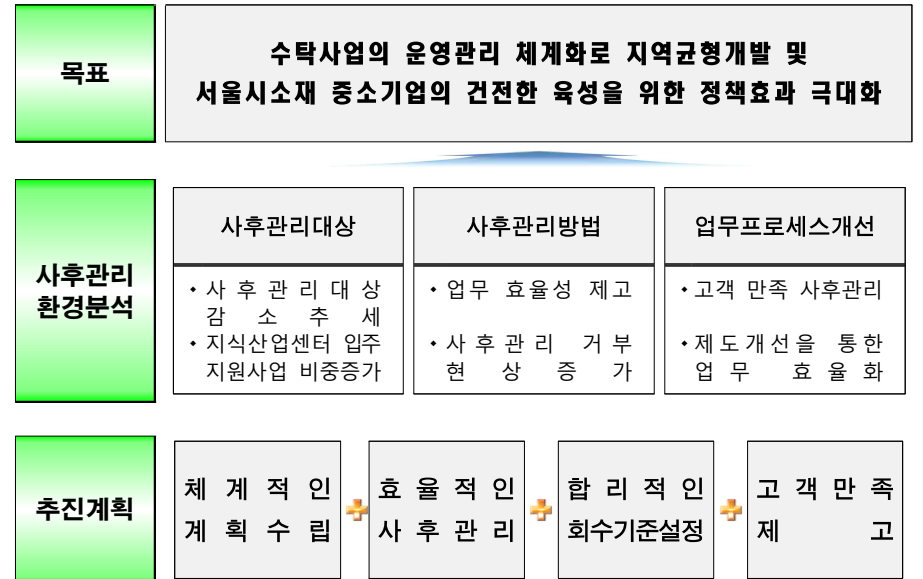 목표
수탁사업의 운영관리 체계화로 지역균형개발 및
서울시소재 중소기업의 건전한 육성을 위한 정책효과 극대화
사후관리
환경분석
사후관리대상
• 사 후 관 리 대 상
감 소 추 세
• 지식산업센터 입주
지원사업 비중증가
사후관리방법
• 업무 효율성 제고
• 사 후 관 리 거 부
현 상 증 가
업무프로세스개선
• 고객 만족 사후관리
• 제도개선을 통한
업 무 효 율 화
추진계획
체 계 적 인
계 획 수 립
효 율 적 인
사 후 관 리
합 리 적 인
회수기준설정
고 객 만 족
제 고